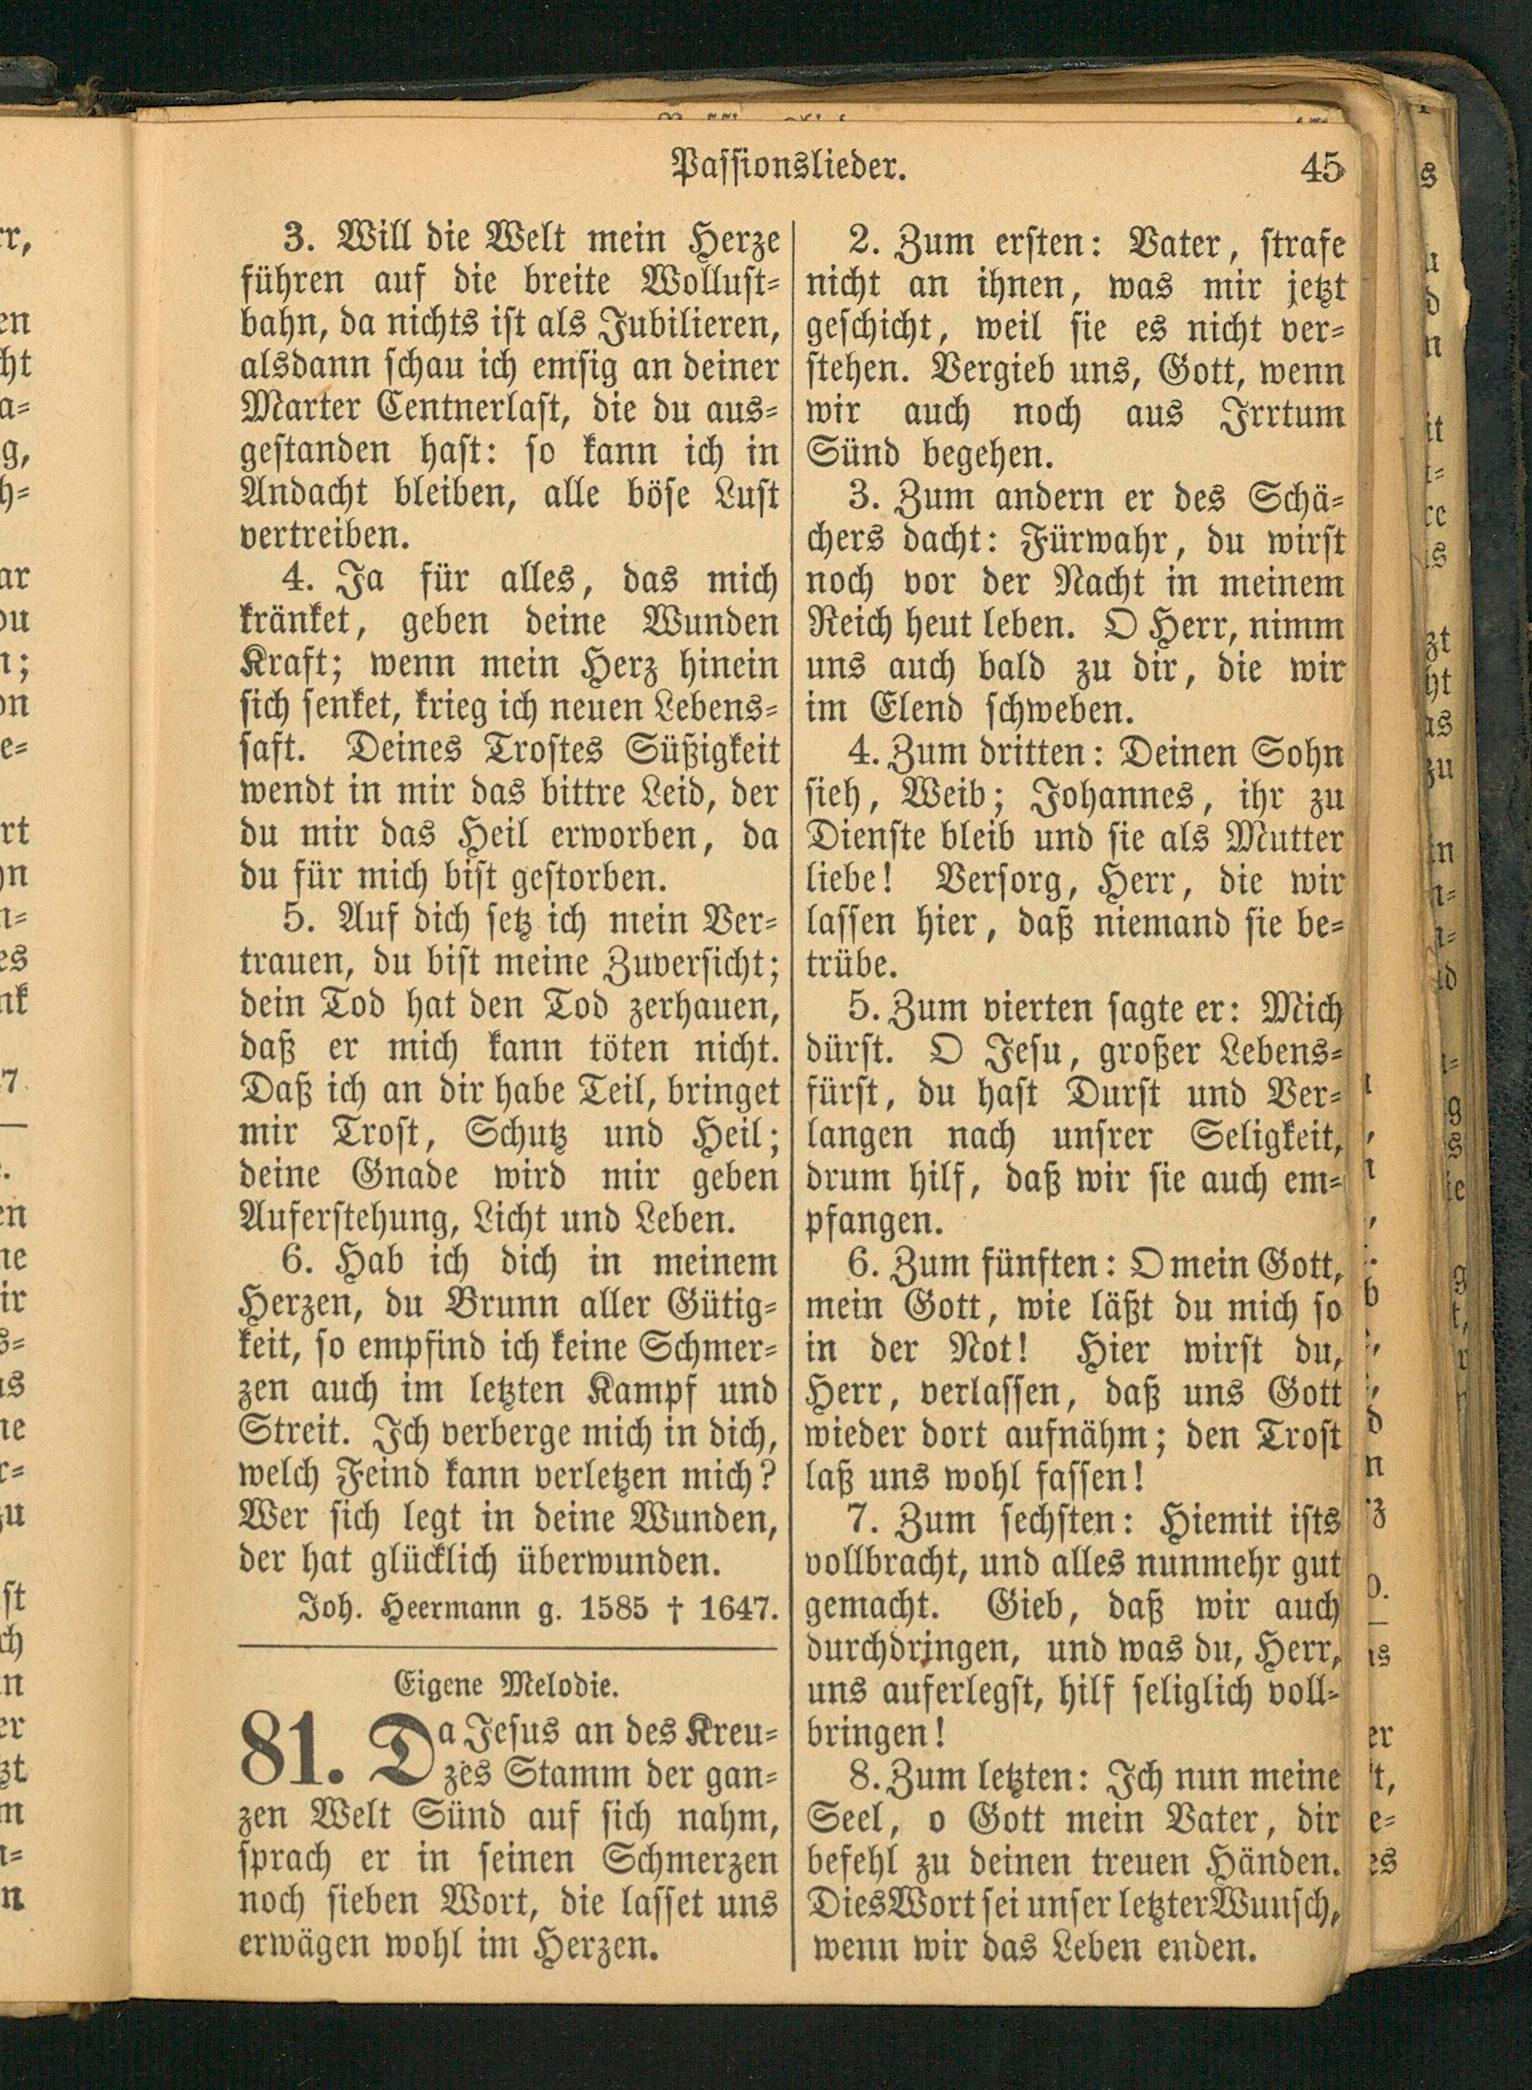 Passionslieder.
45
3. Will die Welt mein Herze
führen auf die breite Wollust-
bahn, da nichts ist als Jubilieren,
alsdann schau ich emsig an deiner
Marter Centnerlast, die du aus-
gestanden hast: so kann ich in
Andacht bleiben, alle böse Lust
vertreiben.
4. Ja für alles, das mich
kränket, geben deine Wunden
Kraft; wenn mein Herz hinein
sich senket, krieg ich neuen Lebens-
saft. Deines Trostes Süßigkeit
wendt in mir das bittre Leid, der
du mir das Heil erworben, da
du für mich bist gestorben.
5. Auf dich setz ich mein Ver-
trauen, du bist meine Zuversicht;
dein Tod hat den Tod zerhauen,
daß er mich kann töten nicht.
Daß ich an dir habe Teil, bringet
mir Trost, Schutz und Heil;
deine Gnade wird mir geben
Auferstehung, Licht und Leben.
6. Hab ich dich in meinem
Herzen, du Brunn aller Gütig-
keit, so empfind ich keine Schmer-
zen auch im letzten Kampf und
Streit. Ich verberge mich in dich,
welch Feind kann verletzen mich?
Wer sich legt in deine Wunden,
der hat glücklich überwunden.
Joh. Heermann g. 1585 † 1647.
Eigene Melodie.
81. Da Jesus an des Kreu-
zes Stamm der gan-
zen Welt Sünd auf sich nahm,
sprach er in seinen Schmerzen
noch sieben Wort, die lasset uns
erwägen wohl im Herzen.
2. Zum ersten: Vater, strafe
nicht an ihnen, was mir jetzt
geschicht, weil sie es nicht ver-
stehen. Vergieb uns, Gott, wenn
wir auch noch aus Irrtum
Sünd begehen.
3. Zum andern er des Schä-
chers dacht: Fürwahr, du wirst
noch vor der Nacht in meinem
Reich heut leben. O Herr, nimm
uns auch bald zu dir, die wir
im Elend schweben.
4. Zum dritten: Deinen Sohn
sieh, Weib; Johannes, ihr zu
Dienste bleib und sie als Mutter
liebe! Versorg, Herr, die wir
lassen hier, daß niemand sie be-
trübe.
5. Zum vierten sagte er: Mich
dürst. O Jesu, großer Lebens-
fürst, du hast Durst und Ver-
langen nach unsrer Seligkeit,
drum hilf, daß wir sie auch em-
pfangen.
6. Zum fünften: O mein Gott,
mein Gott, wie läßt du mich so
in der Not! Hier wirst du,
Herr, verlassen, daß uns Gott
wieder dort aufnähm; den Trost
laß uns wohl fassen!
7. Zum sechsten: Hiemit ists
vollbracht, und alles nunmehr gut
gemacht. Gieb, daß wir auch
durchdringen, und was du, Herr,
uns auferlegst, hilf seliglich voll-
bringen!
8. Zum letzten: Ich nun meine
Seel, o Gott mein Vater, dir
befehl zu deinen treuen Händen.
Dies Wort sei unser letzter Wunsch,
wenn wir das Leben enden.